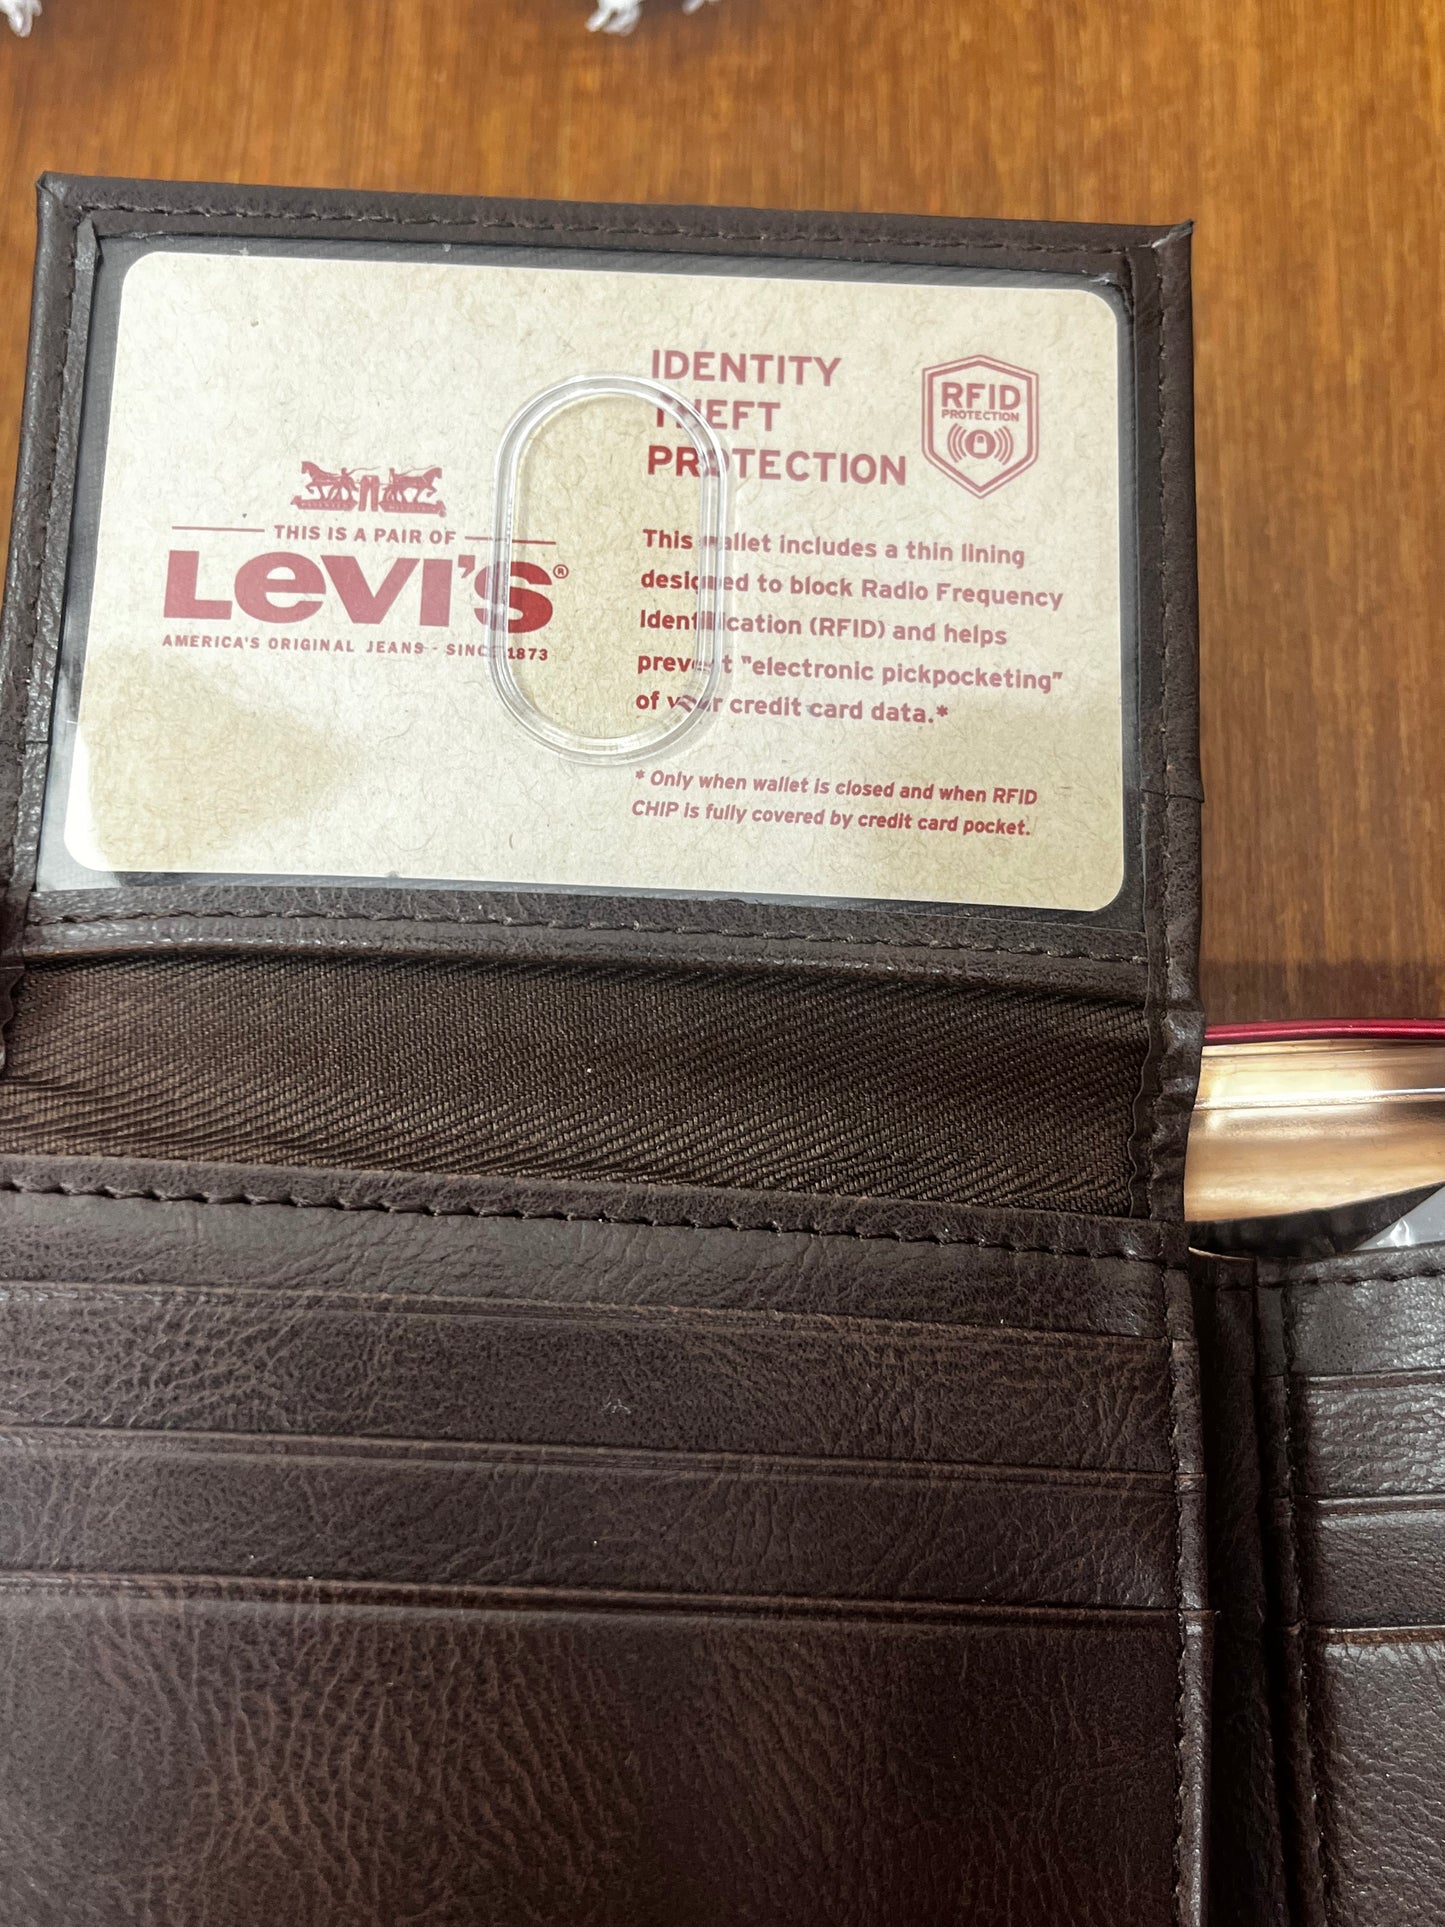 THIS IS A PAIR OF
Levi's®
AMERICA'S ORIGINAL JEANS - SINCE 1873
IDENTITY
THEFT
PROTECTION
RFID
PROTECTION
This wallet includes a thin lining
designed to block Radio Frequency
Identification (RFID) and helps
prevent "electronic pickpocketing"
of your credit card data.*
* Only when wallet is closed and when RFID
CHIP is fully covered by credit card pocket.